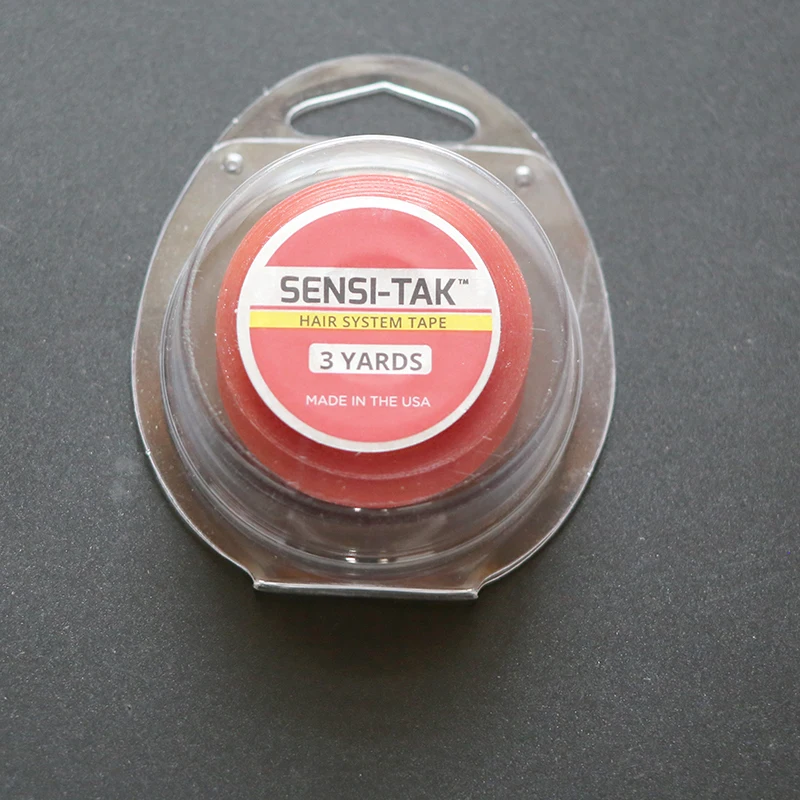 SENSI-TAK™
HAIR SYSTEM TAPE
3 YARDS
MADE IN THE USA